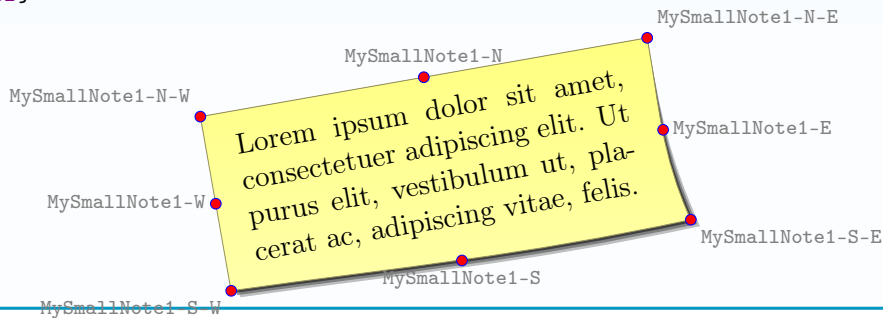 MySmallNote1-N-E
MySmallNote1-N
MySmallNote1-N-W
Lorem ipsum dolor sit amet,
consectetuer adipiscing elit. Ut
purus elit, vestibulum ut, pla-
cerat ac, adipiscing vitae, felis.
MySmallNote1-E
MySmallNote1-W
MySmallNote1-S-E
MySmallNote1-S
MySmallNote1-S-W